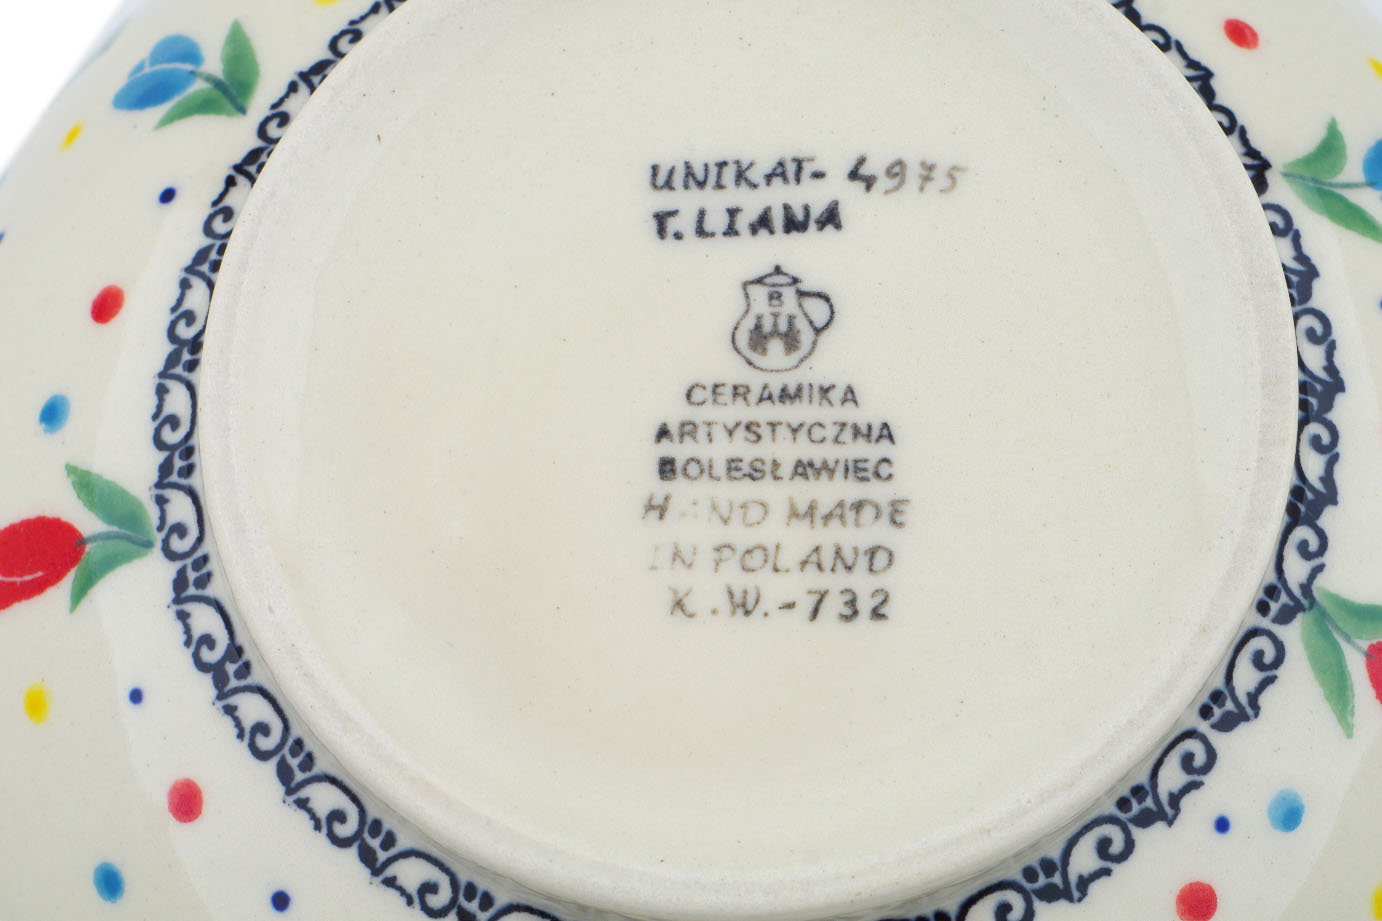 UNIKAT- 4975
T. LIANA
B
CERAMIKA
ARTYSTYCZNA
BOLESŁAWIEC
HAND MADE
IN POLAND
K.W.-732